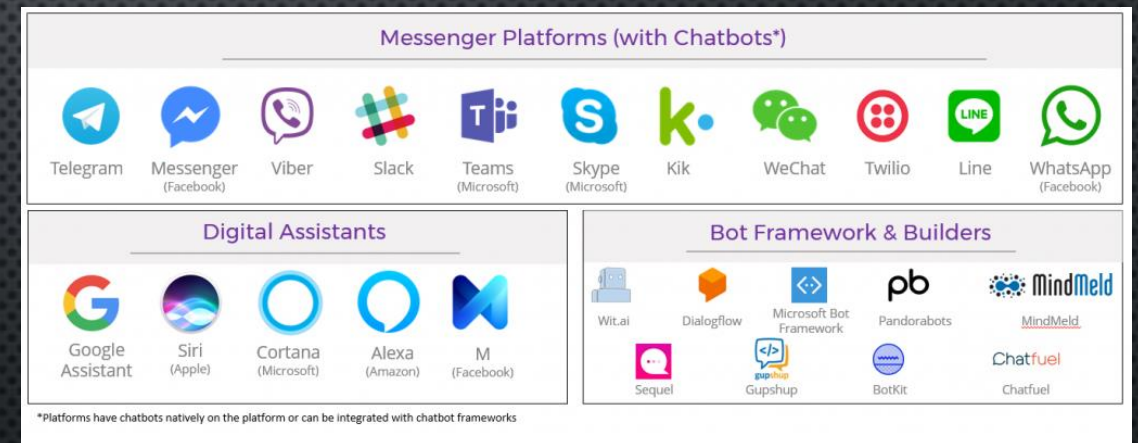 Messenger Platforms (with Chatbots*)
LINE
Telegram Messenger Viber Slack Teams Skype Kik WeChat Twilio Line WhatsApp
(Facebook) (Microsoft) (Microsoft) (Facebook)
Digital Assistants
Google Assistant
Siri
(Apple)
Cortana
(Microsoft)
Alexa
(Amazon)
M
(Facebook)
Bot Framework & Builders
pb
MindMeld
Wit.ai
Dialogflow
Microsoft Bot
Framework
Pandorabots
MindMeld
gupshup
Chatfuel
Sequel
Gupshup
BotKit
Chatfuel
*Platforms have chatbots natively on the platform or can be integrated with chatbot frameworks